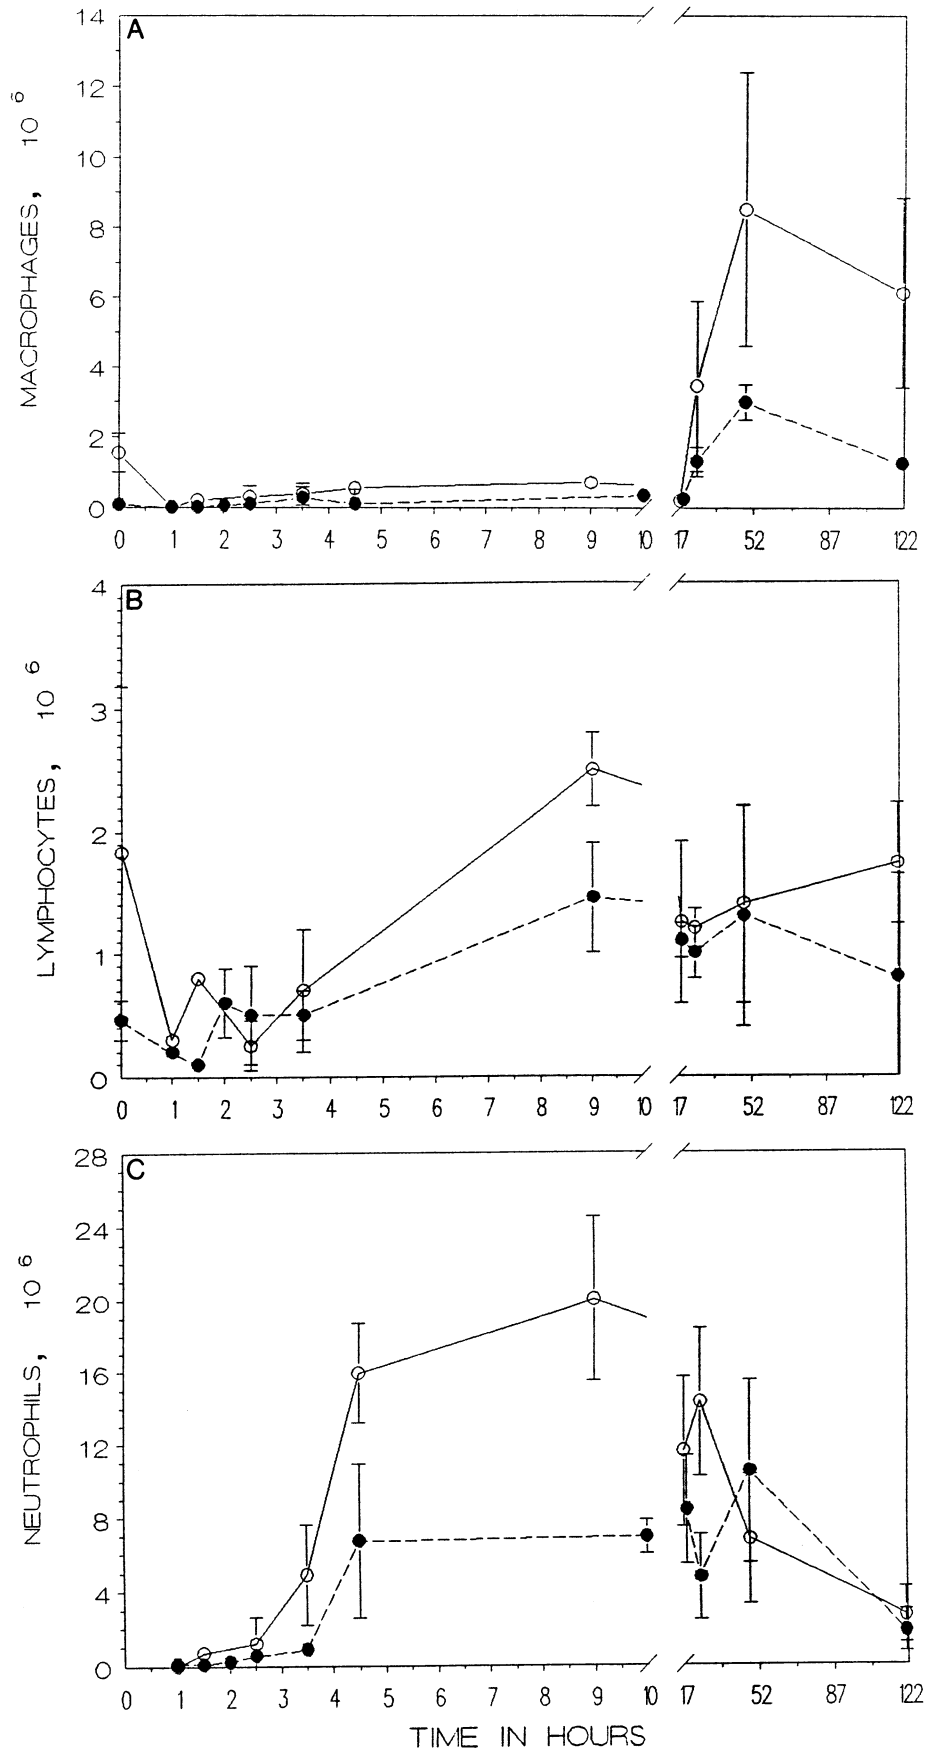 A
14
12
10
8
6
4
2
0
MACROPHAGES, 10 6
0 1 2 3 4 5 6 7 8 9 10 17 52 87 122
B
4
3
2
1
0
LYMPHOCYTES, 10 6
0 1 2 3 4 5 6 7 8 9 10 17 52 87 122
C
28
24
20
16
12
8
4
0
NEUTROPHILS, 10 6
0 1 2 3 4 5 6 7 8 9 10 17 52 87 122
TIME IN HOURS